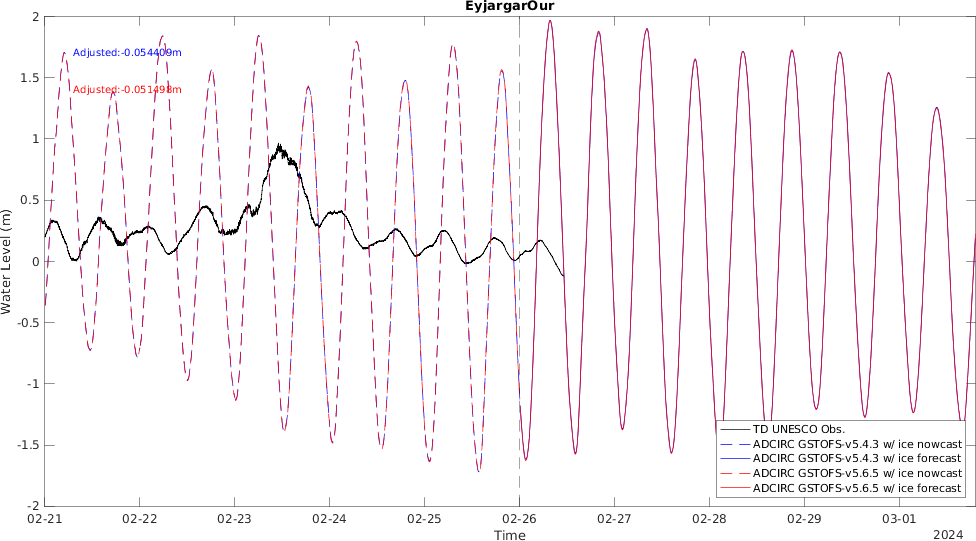 EyjargarOur
Adjusted:-0.054409m
Adjusted:-0.051498m
2
1.5
1
0.5
0
-0.5
-1
-1.5
-2
Water Level (m)
TD UNESCO Obs.
ADCIRC GSTOFS-v5.4.3 w/ ice nowcast
ADCIRC GSTOFS-v5.4.3 w/ ice forecast
ADCIRC GSTOFS-v5.6.5 w/ ice nowcast
ADCIRC GSTOFS-v5.6.5 w/ ice forecast
02-21 02-22 02-23 02-24 02-25 02-26 02-27 02-28 02-29 03-01
Time
2024